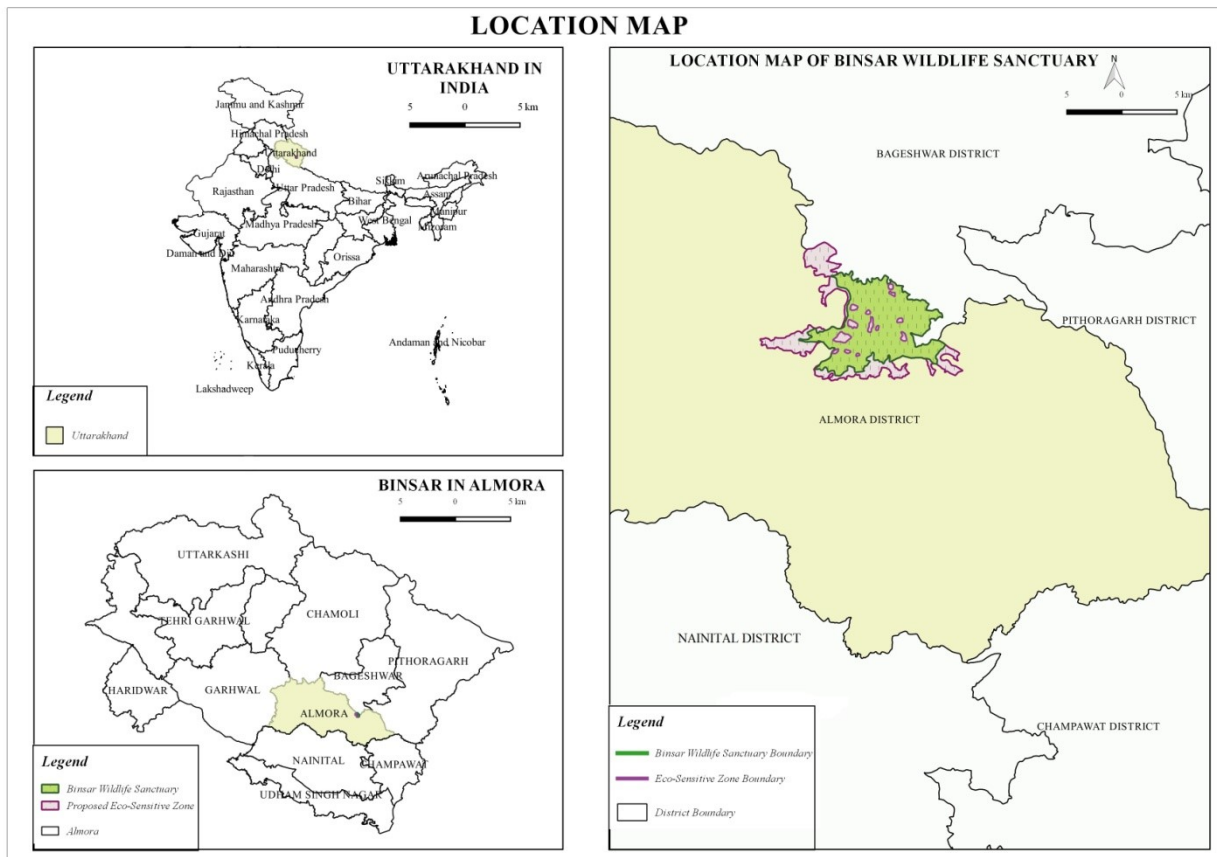 LOCATION MAP
UTTARAKHAND IN
INDIA
5 0 5 km
Jammu and Kashmir
Himachal Pradesh
Uttarakhand
Delhi
Rajasthan
Uttar Pradesh
Sikkim
Arunachal Pradesh
Assam
Bihar
Manipur
Mizoram
West Bengal
Gujarat
Madhya Pradesh
Daman and Diu
Orissa
Maharashtra
Andhra Pradesh
Karnataka
Puducherry
Andaman and Nicobar
Kerala
Lakshadweep
Legend
Uttarakhand
BINSAR IN ALMORA
5 0 5 km
UTTARKASHI
CHAMOLI
TEHRI GARHWAL
PITHORAGARH
BAGESHWAR
HARIDWAR
GARHWAL
ALMORA
NAINITAL
CHAMPAWAT
UDHAM SINGH NAGAR
Legend
Binsar Wildlife Sanctuary
Proposed Eco-Sensitive Zone
Almora
LOCATION MAP OF BINSAR WILDLIFE SANCTUARY
N
5 0 5 km
BAGESHWAR DISTRICT
PITHORAGARH DISTRICT
ALMORA DISTRICT
NAINITAL DISTRICT
CHAMPAWAT DISTRICT
Legend
Binsar Wildlife Sanctuary Boundary
Eco-Sensitive Zone Boundary
District Boundary